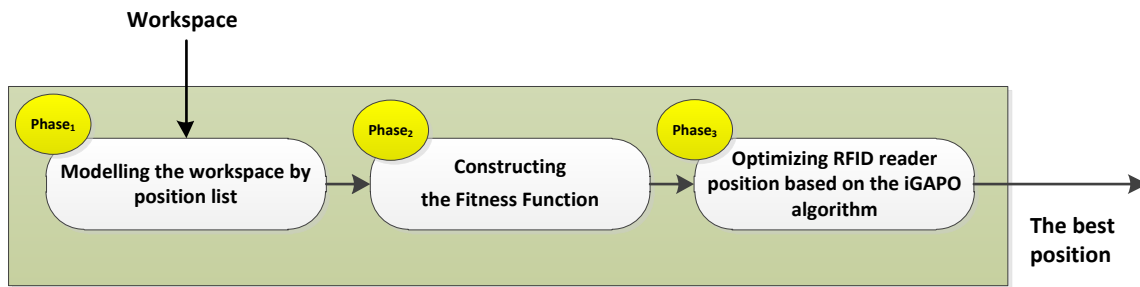 Workspace
Phase1
Modelling the workspace by
position list
Phase2
Constructing
the Fitness Function
Phase3
Optimizing RFID reader
position based on the iGAPO
algorithm
The best
position